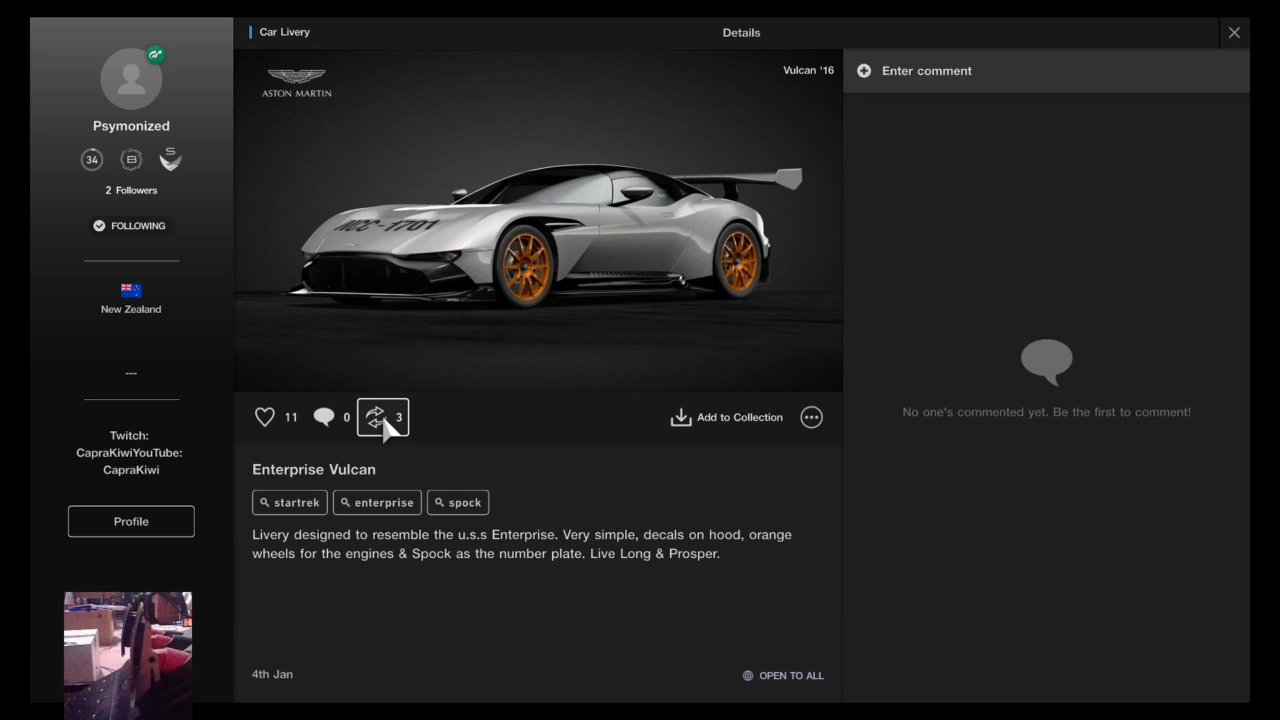 Car Livery
Details
Psymonized
34
B
S
2 Followers
FOLLOWING
New Zealand
---
Twitch:
CapraKiwiYouTube:
CapraKiwi
Profile
ASTON MARTIN
Vulcan '16
NCC-1701
11
0
3
Add to Collection
Enterprise Vulcan
startrek
enterprise
spock
Livery designed to resemble the u.s.s Enterprise. Very simple, decals on hood, orange
wheels for the engines & Spock as the number plate. Live Long & Prosper.
4th Jan
OPEN TO ALL
Enter comment
No one's commented yet. Be the first to comment!